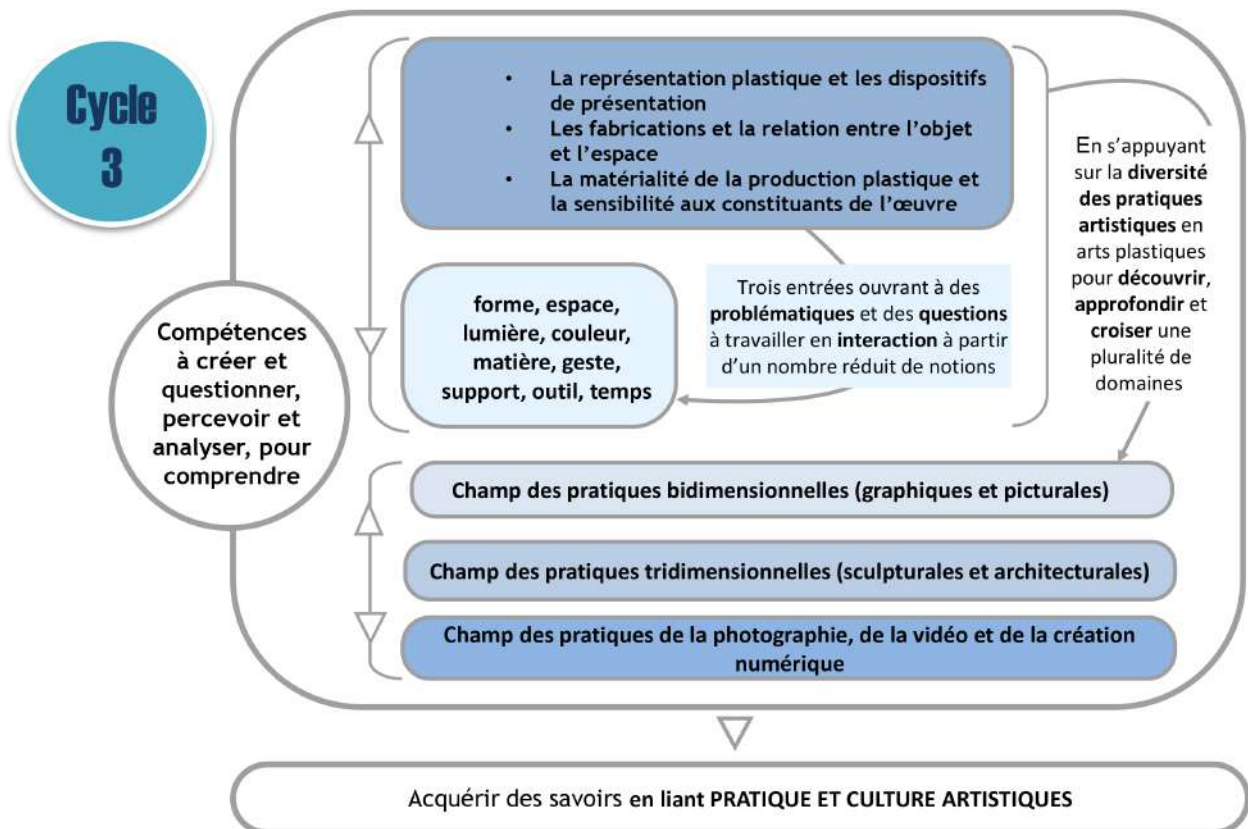 Cycle
3
• La représentation plastique et les dispositifs
de présentation
• Les fabrications et la relation entre l'objet
et l'espace
• La matérialité de la production plastique et
la sensibilité aux constituants de l'œuvre
En s'appuyant
sur la diversité
des pratiques
artistiques en
arts plastiques
pour découvrir,
approfondir et
croiser une
pluralité de
domaines
Trois entrées ouvrant à des
problématiques et des questions
à travailler en interaction à partir
d'un nombre réduit de notions
forme, espace,
lumière, couleur,
matière, geste,
support, outil, temps
Compétences
à créer et
questionner,
percevoir et
analyser, pour
comprendre
Champ des pratiques bidimensionnelles (graphiques et picturales)
Champ des pratiques tridimensionnelles (sculpturales et architecturales)
Champ des pratiques de la photographie, de la vidéo et de la création
numérique
Acquérir des savoirs en liant PRATIQUE ET CULTURE ARTISTIQUES